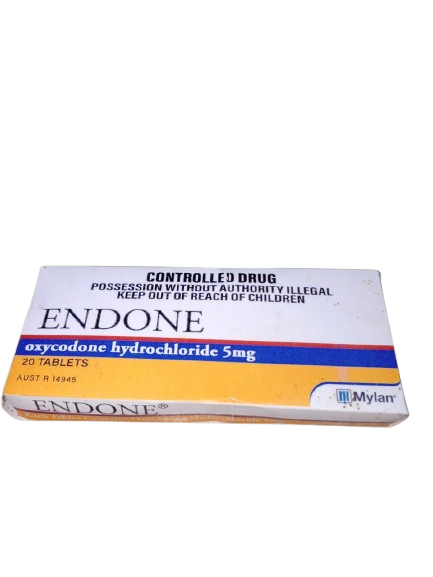 CONTROLLED DRUG
POSSESSION WITHOUT AUTHORITY ILLEGAL
KEEP OUT OF REACH OF CHILDREN
ENDONE
oxycodone hydrochloride 5mg
20 TABLETS
AUST R 14945
Mylan
ENDONE®